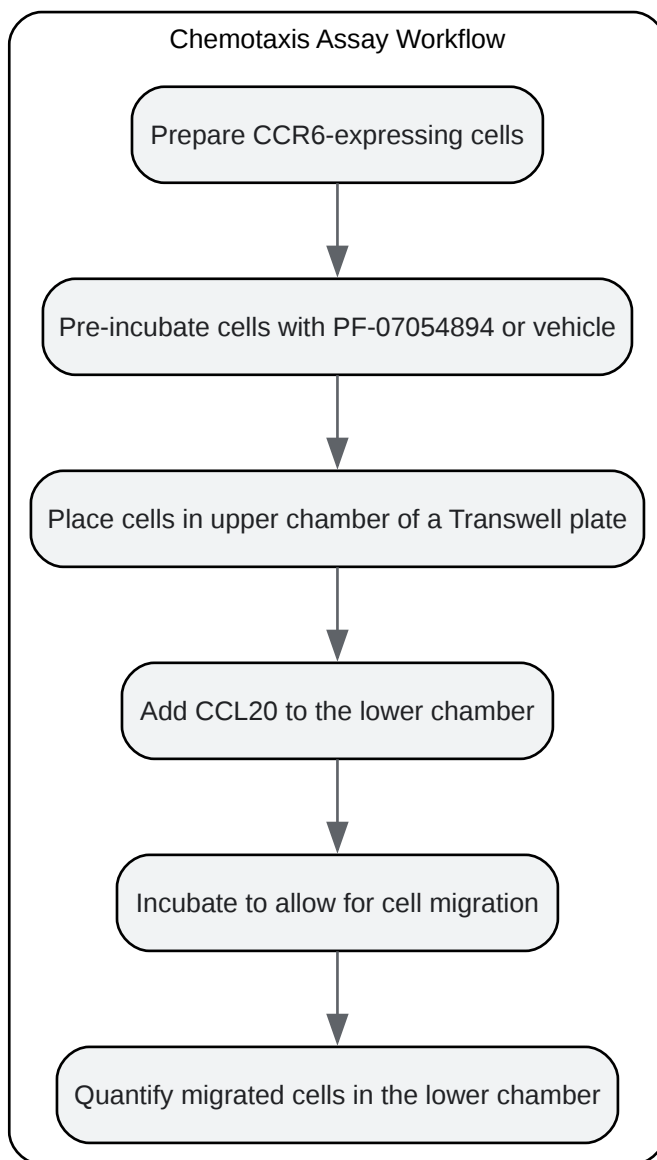 Chemotaxis Assay Workflow
Prepare CCR6-expressing cells
Pre-incubate cells with PF-07054894 or vehicle
Place cells in upper chamber of a Transwell plate
Add CCL20 to the lower chamber
Incubate to allow for cell migration
Quantify migrated cells in the lower chamber